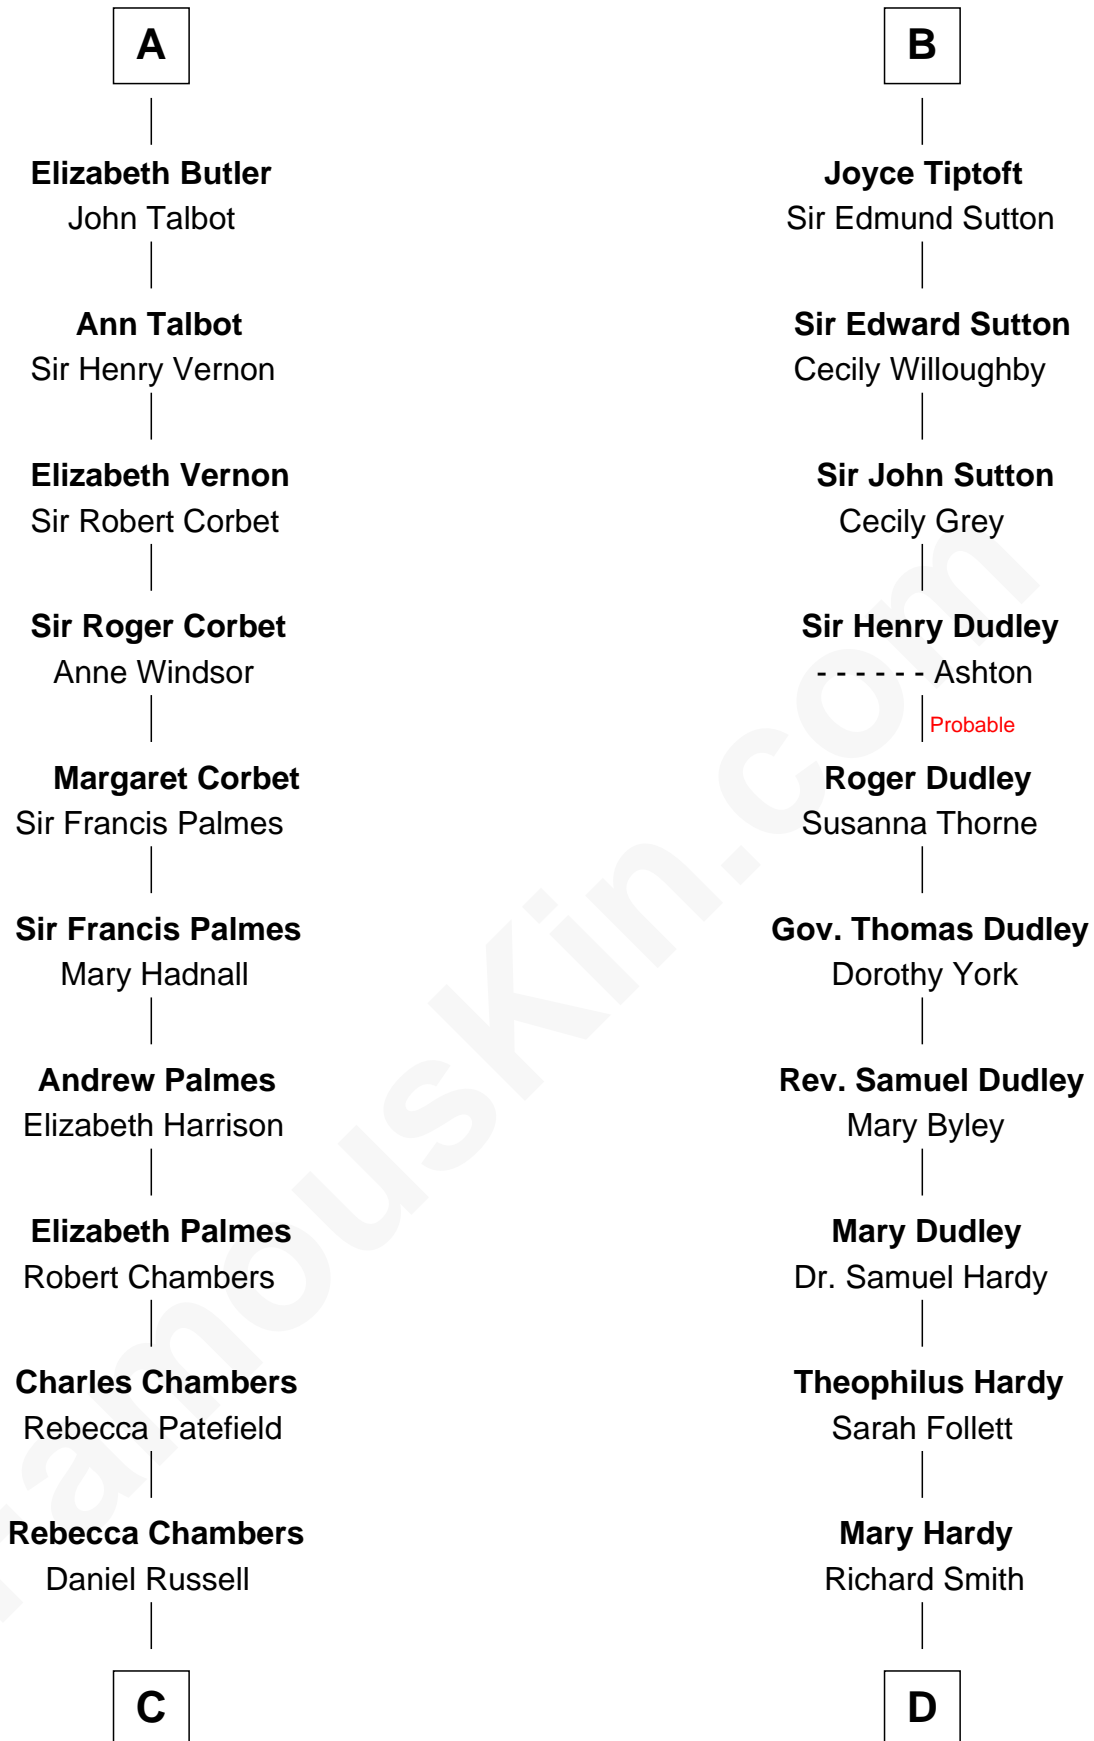 A
Elizabeth Butler
John Talbot
Ann Talbot
Sir Henry Vernon
Elizabeth Vernon
Sir Robert Corbet
Sir Roger Corbet
Anne Windsor
Margaret Corbet
Sir Francis Palmes
Sir Francis Palmes
Mary Hadnall
Andrew Palmes
Elizabeth Harrison
Elizabeth Palmes
Robert Chambers
Charles Chambers
Rebecca Patefield
Rebecca Chambers
Daniel Russell
C
B
Joyce Tiptoft
Sir Edmund Sutton
Sir Edward Sutton
Cecily Willoughby
Sir John Sutton
Cecily Grey
Sir Henry Dudley
- - - - - - Ashton
Probable
Roger Dudley
Susanna Thorne
Gov. Thomas Dudley
Dorothy York
Rev. Samuel Dudley
Mary Byley
Mary Dudley
Dr. Samuel Hardy
Theophilus Hardy
Sarah Follett
Mary Hardy
Richard Smith
D
FamousKin.com